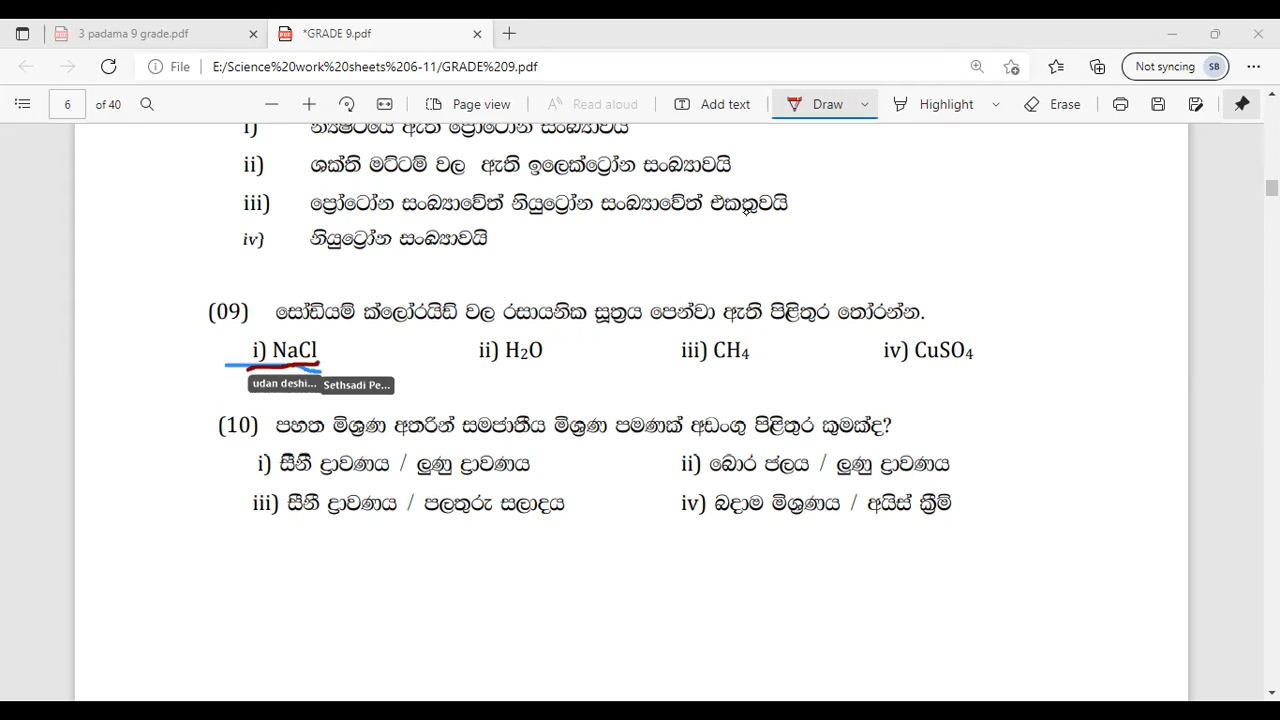 3 padama 9 grade.pdf
*GRADE 9.pdf
File E:/Science%20work%20sheets%206-11/GRADE%209.pdf Not syncing SB
6 of 40 Page view Read aloud Add text Draw Highlight Erase
i) න්‍යෂ්ටියේ ඇති ප්‍රෝටෝන සංඛ්‍යාවයි
ii) ශක්ති මට්ටම් වල ඇති ඉලෙක්ට්‍රෝන සංඛ්‍යාවයි
iii) ප්‍රෝටෝන සංඛ්‍යාවේත් නියුට්‍රෝන සංඛ්‍යාවේත් එකතුවයි
iv) නියුට්‍රෝන සංඛ්‍යාවයි
(09) සෝඩියම් ක්ලෝරයිඩ් වල රසායනික සූත්‍රය පෙන්වා ඇති පිළිතුර තෝරන්න.
i) NaCl ii) H₂O iii) CH₄ iv) CuSO₄
udan deshi... Sethsadi Pe...
(10) පහත මිශ්‍රණ අතරින් සමජාතීය මිශ්‍රණ පමණක් අඩංගු පිළිතුර කුමක්ද?
i) සීනි ද්‍රාවණය / ලුණු ද්‍රාවණය ii) බොර ජලය / ලුණු ද්‍රාවණය
iii) සීනි ද්‍රාවණය / පලතුරු සලාදය iv) බදාම මිශ්‍රණය / අයිස් ක්‍රීම්